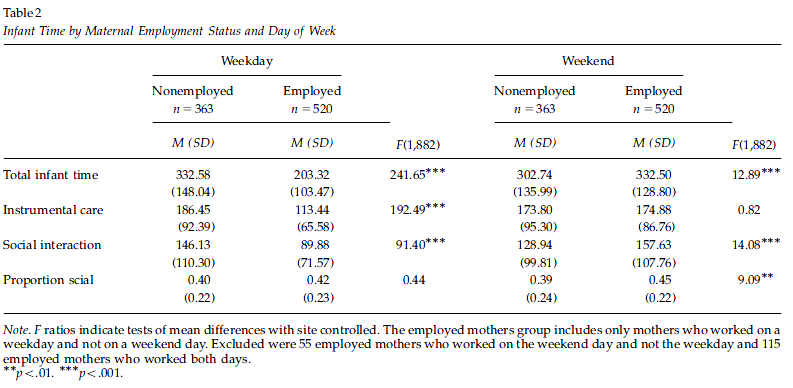 Table 2
Infant Time by Maternal Employment Status and Day of Week
Weekday Weekend
Nonemployed Employed Nonemployed Employed
n = 363 n = 520 n = 363 n = 520
M (SD) M (SD) F(1,882) M (SD) M (SD) F(1,882)
Total infant time 332.58 203.32 241.65*** 302.74 332.50 12.89***
(148.04) (103.47) (135.99) (128.80)
Instrumental care 186.45 113.44 192.49*** 173.80 174.88 0.82
(92.39) (65.58) (95.30) (86.76)
Social interaction 146.13 89.88 91.40*** 128.94 157.63 14.08***
(110.30) (71.57) (99.81) (107.76)
Proportion scial 0.40 0.42 0.44 0.39 0.45 9.09**
(0.22) (0.23) (0.24) (0.22)
Note. F ratios indicate tests of mean differences with site controlled. The employed mothers group includes only mothers who worked on a
weekday and not on a weekend day. Excluded were 55 employed mothers who worked on the weekend day and not the weekday and 115
employed mothers who worked both days.
**p<.01. ***p<.001.